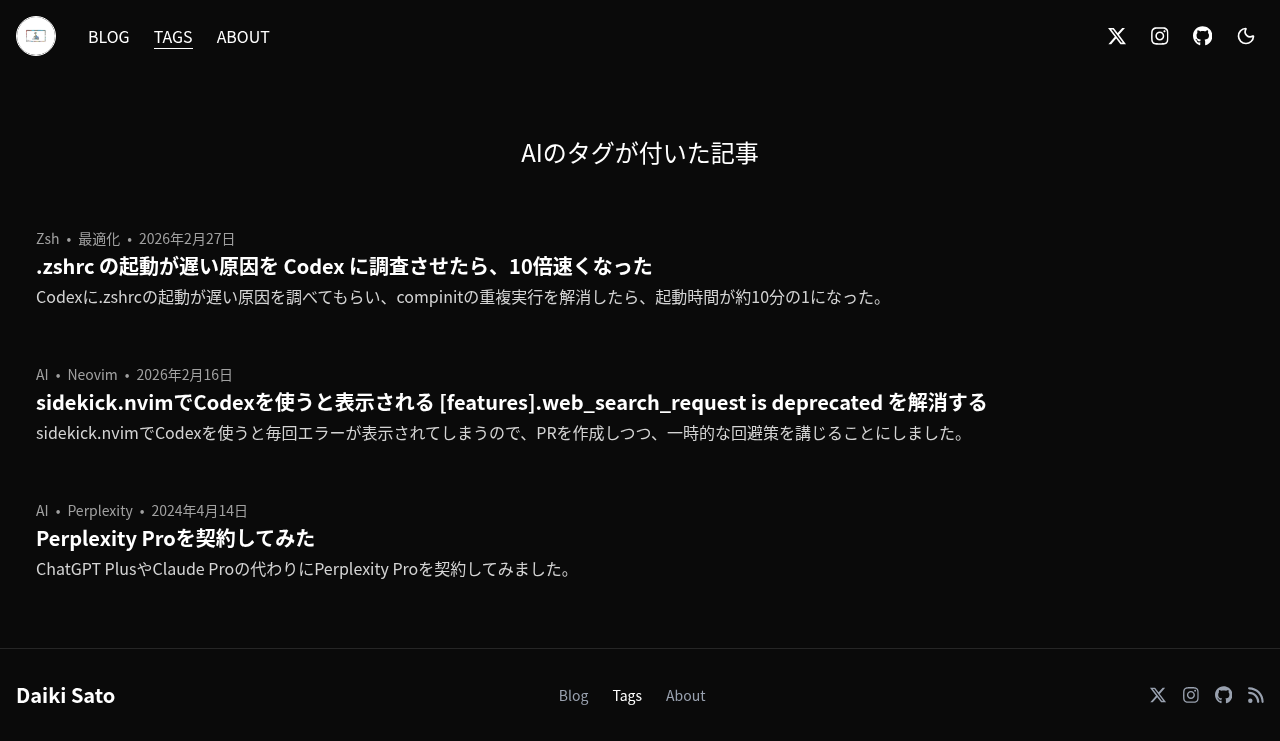 BLOG TAGS ABOUT
AIのタグが付いた記事
Zsh • 最適化 • 2026年2月27日
.zshrc の起動が遅い原因を Codex に調査させたら、10倍速くなった
Codexに.zshrcの起動が遅い原因を調べてもらい、compinitの重複実行を解消したら、起動時間が約10分の1になった。
AI • Neovim • 2026年2月16日
sidekick.nvimでCodexを使うと表示される [features].web_search_request is deprecated を解消する
sidekick.nvimでCodexを使うと毎回エラーが表示されてしまうので、PRを作成しつつ、一時的な回避策を講じることにしました。
AI • Perplexity • 2024年4月14日
Perplexity Proを契約してみた
ChatGPT PlusやClaude Proの代わりにPerplexity Proを契約してみました。
Daiki Sato
Blog Tags About